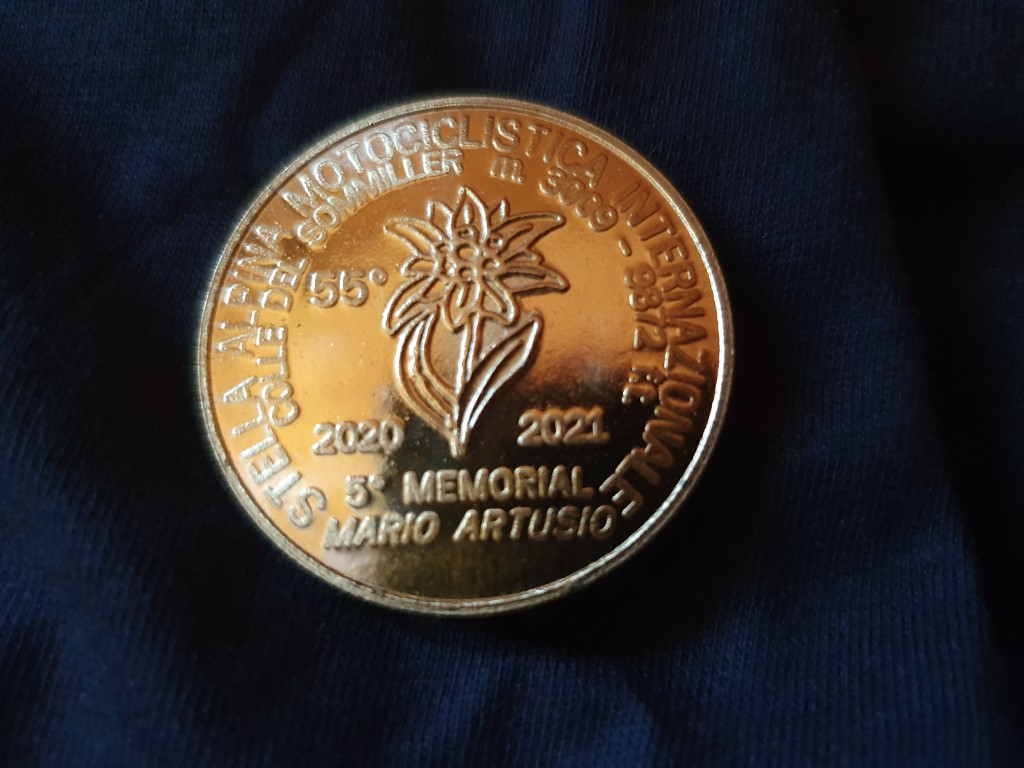 STELLA ALPINA MOTOCICLISTICA INTERNAZIONALE
COLLE DEL SOMMILLER m. 3009 - 9872 FT.
55°
2020 2021
5° MEMORIAL
MARIO ARTUSIO